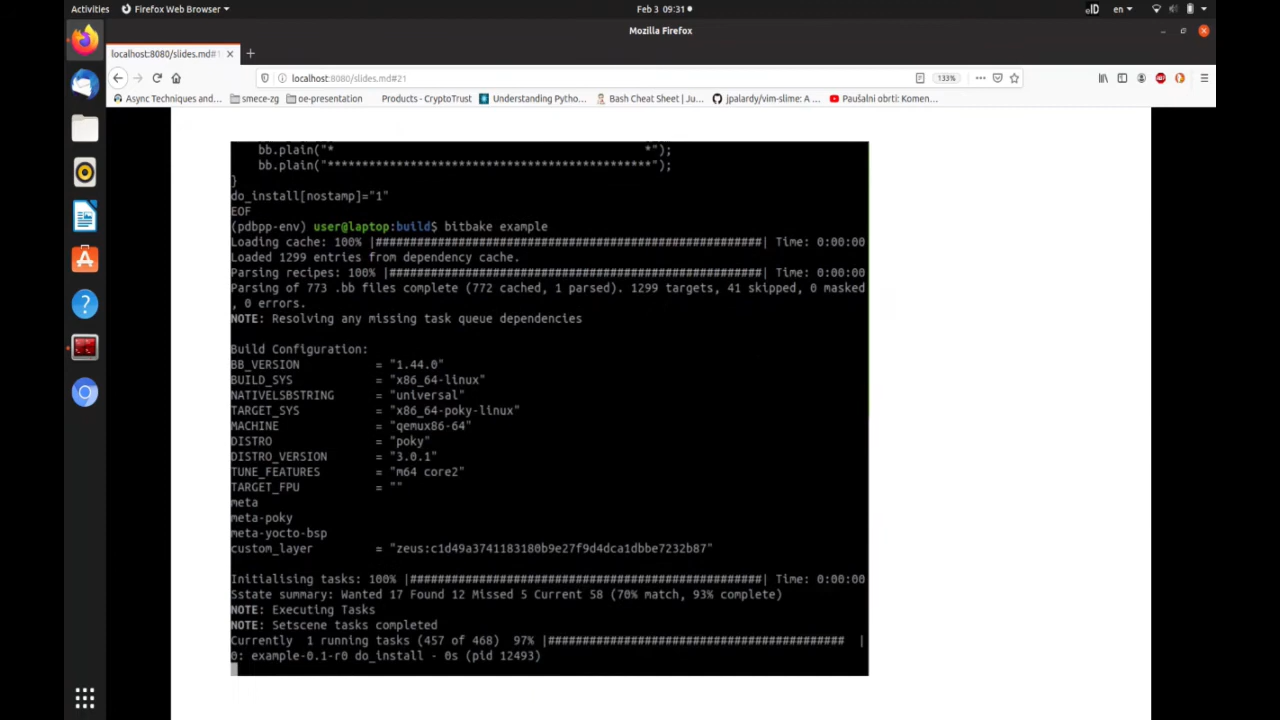 Activities Firefox Web Browser Feb 3 09:31 en
Mozilla Firefox
localhost:8080/slides.md#
localhost:8080/slides.md#21 133%
Async Techniques and... smece-zg oe-presentation Products - CryptoTrust Understanding Pytho... Bash Cheat Sheet | Ju... jpalardy/vim-slime: A ... Paušalni obrti: Komen...
bb.plain("* *");
bb.plain("***********************************************");
}
do_install[nostamp]="1"
EOF
(pdbpp-env) user@laptop:build$ bitbake example
Loading cache: 100% |########################################################| Time: 0:00:00
Loaded 1299 entries from dependency cache.
Parsing recipes: 100% |######################################################| Time: 0:00:00
Parsing of 773 .bb files complete (772 cached, 1 parsed). 1299 targets, 41 skipped, 0 masked
, 0 errors.
NOTE: Resolving any missing task queue dependencies
Build Configuration:
BB_VERSION = "1.44.0"
BUILD_SYS = "x86_64-linux"
NATIVELSBSTRING = "universal"
TARGET_SYS = "x86_64-poky-linux"
MACHINE = "qemux86-64"
DISTRO = "poky"
DISTRO_VERSION = "3.0.1"
TUNE_FEATURES = "m64 core2"
TARGET_FPU = ""
meta
meta-poky
meta-yocto-bsp
custom_layer = "zeus:c1d49a3741183180b9e27f9d4dca1dbbe7232b87"
Initialising tasks: 100% |###################################################| Time: 0:00:00
Sstate summary: Wanted 17 Found 12 Missed 5 Current 58 (70% match, 93% complete)
NOTE: Executing Tasks
NOTE: Setscene tasks completed
Currently 1 running tasks (457 of 468) 97% |########################################### |
0: example-0.1-r0 do_install - 0s (pid 12493)